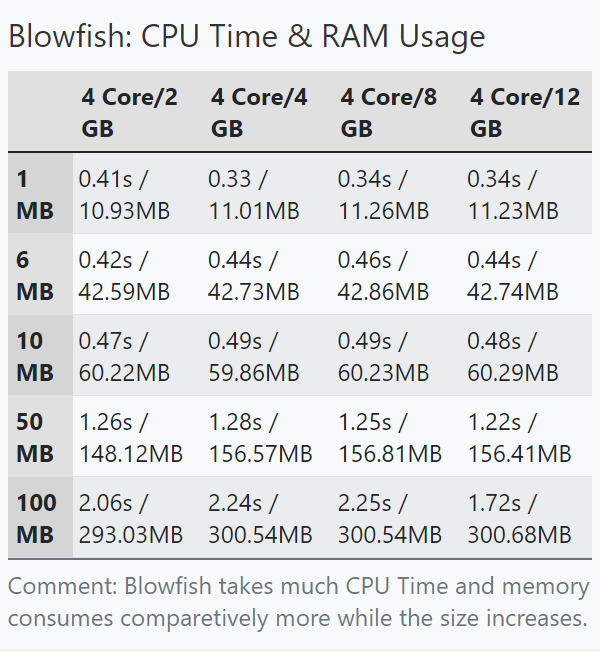 Blowfish: CPU Time & RAM Usage
4 Core/2 GB 4 Core/4 GB 4 Core/8 GB 4 Core/12 GB
1 MB 0.41s / 10.93MB 0.33 / 11.01MB 0.34s / 11.26MB 0.34s / 11.23MB
6 MB 0.42s / 42.59MB 0.44s / 42.73MB 0.46s / 42.86MB 0.44s / 42.74MB
10 MB 0.47s / 60.22MB 0.49s / 59.86MB 0.49s / 60.23MB 0.48s / 60.29MB
50 MB 1.26s / 148.12MB 1.28s / 156.57MB 1.25s / 156.81MB 1.22s / 156.41MB
100 MB 2.06s / 293.03MB 2.24s / 300.54MB 2.25s / 300.54MB 1.72s / 300.68MB
Comment: Blowfish takes much CPU Time and memory
consumes comparetively more while the size increases.